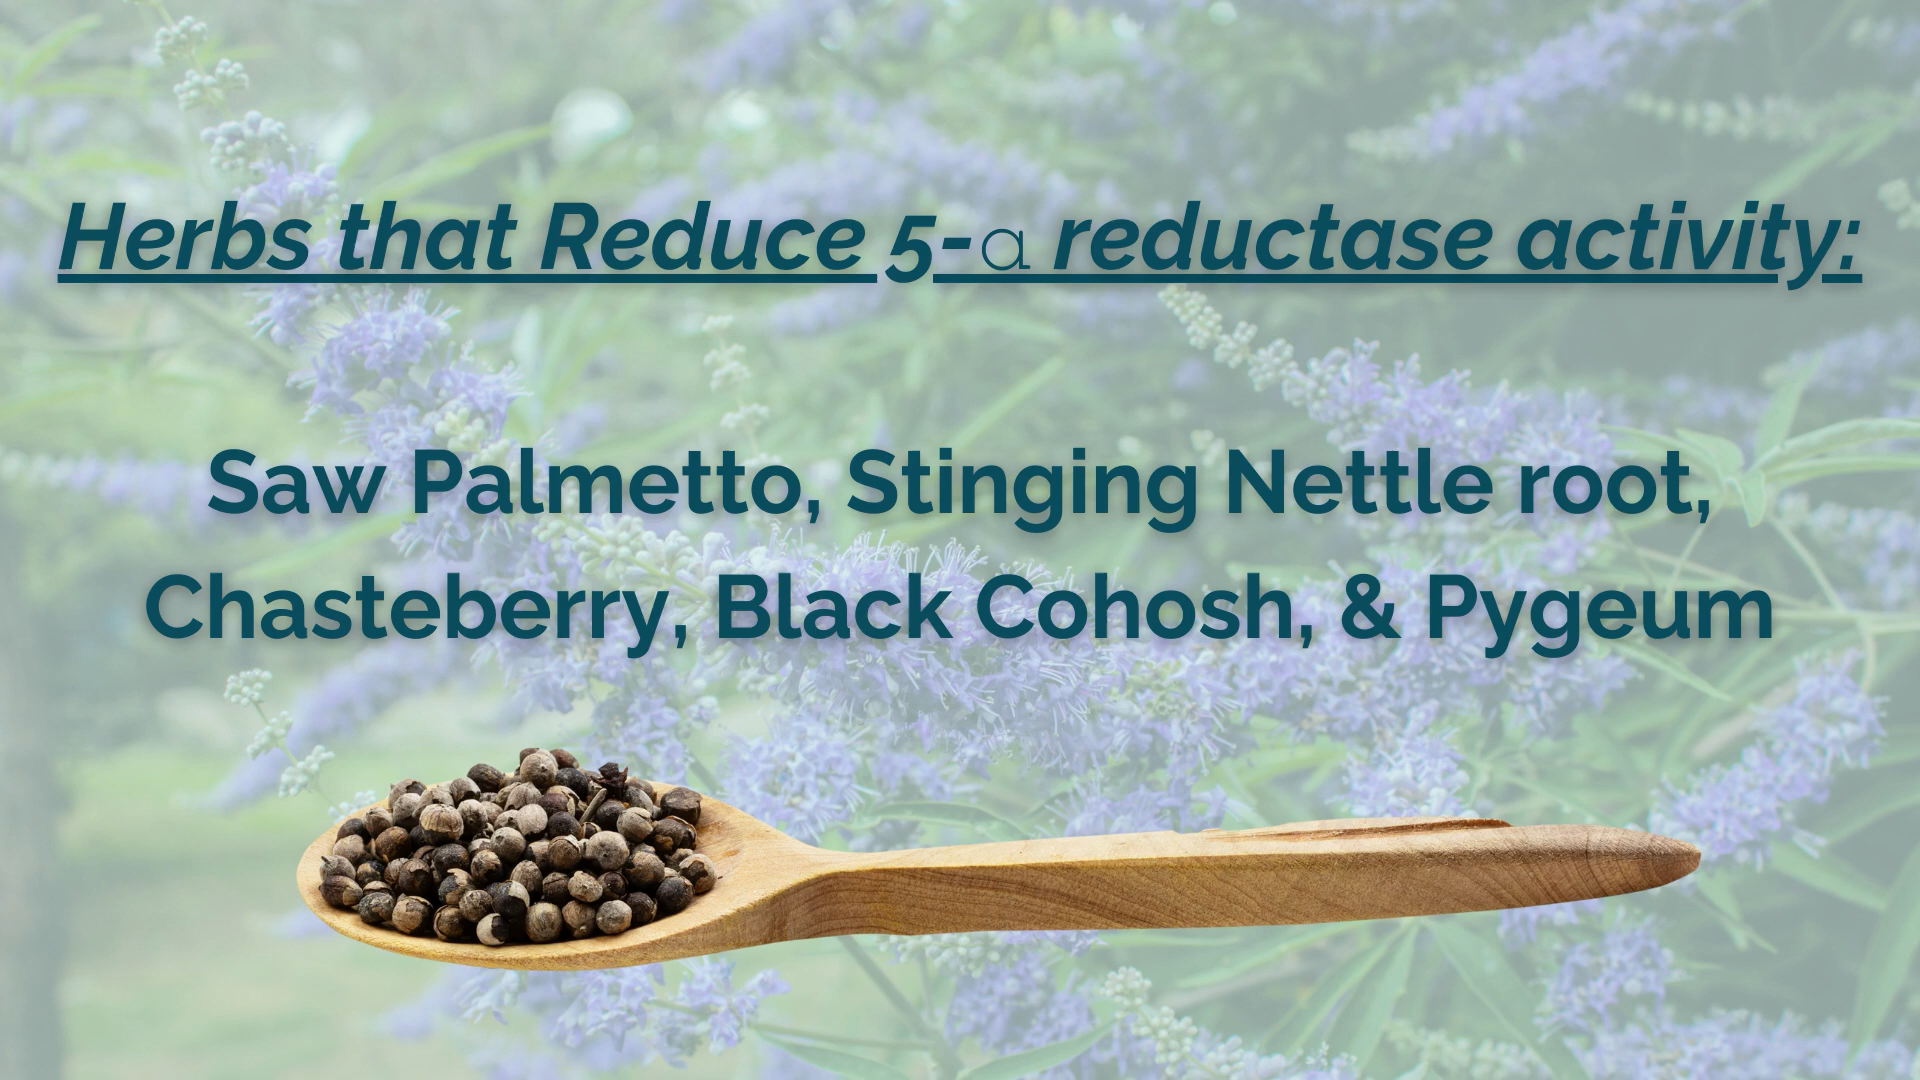 Herbs that Reduce 5-α reductase activity:
Saw Palmetto, Stinging Nettle root,
Chasteberry, Black Cohosh, & Pygeum